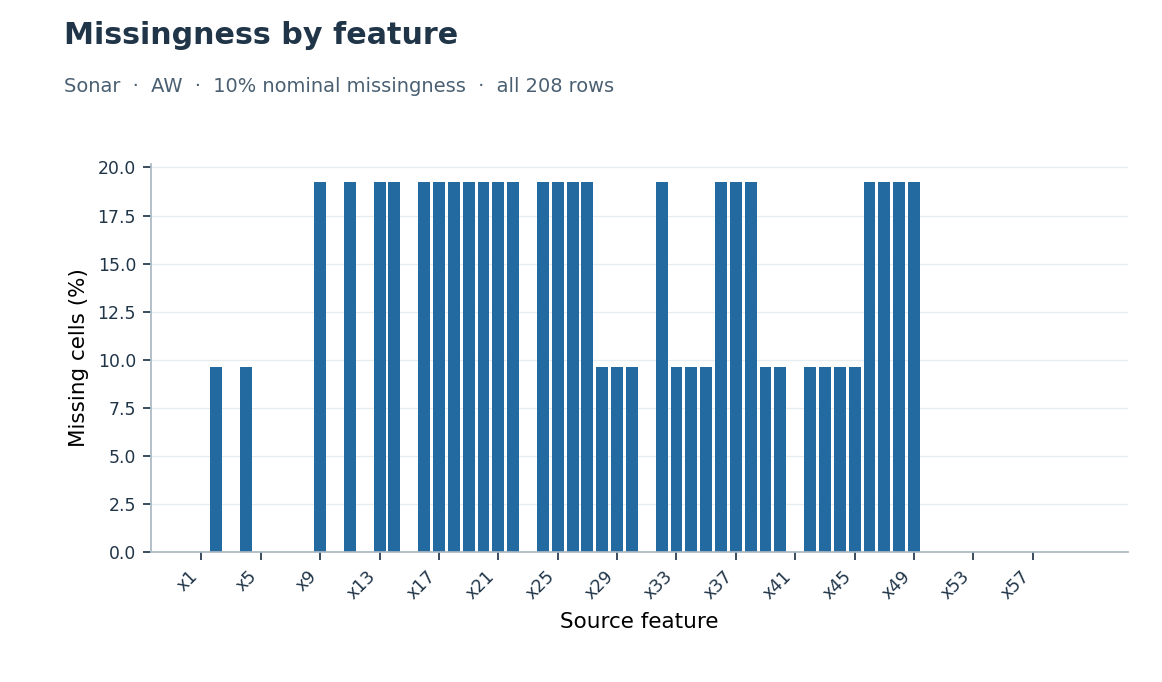 Missingness by feature
Sonar · AW · 10% nominal missingness · all 208 rows
20.0
17.5
15.0
12.5
10.0
7.5
5.0
2.5
0.0
Missing cells (%)
x1 x5 x9 x13 x17 x21 x25 x29 x33 x37 x41 x45 x49 x53 x57
Source feature